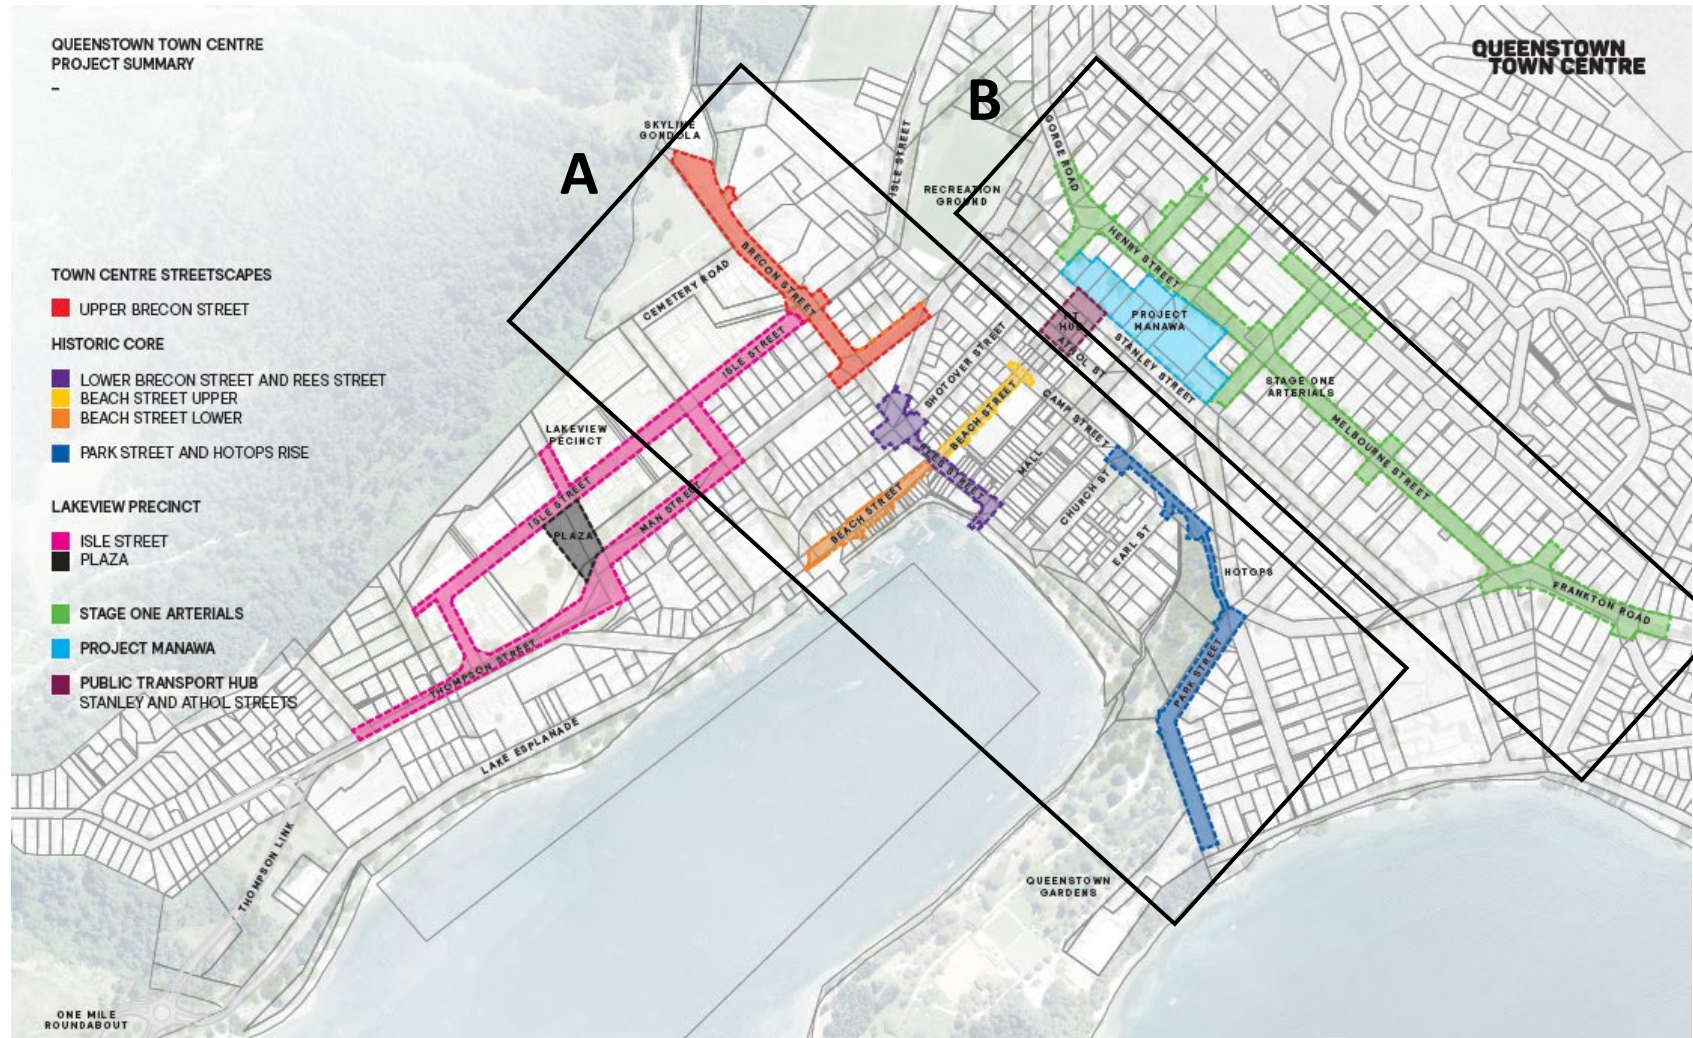 QUEENSTOWN TOWN CENTRE
PROJECT SUMMARY
–
QUEENSTOWN
TOWN CENTRE
TOWN CENTRE STREETSCAPES
UPPER BRECON STREET
HISTORIC CORE
LOWER BRECON STREET AND REES STREET
BEACH STREET UPPER
BEACH STREET LOWER
PARK STREET AND HOTOPS RISE
LAKEVIEW PRECINCT
ISLE STREET
PLAZA
STAGE ONE ARTERIALS
PROJECT MANAWA
PUBLIC TRANSPORT HUB
STANLEY AND ATHOL STREETS
A
B
SKYLINE
GONDOLA
ISLE STREET
GORGE ROAD
RECREATION
GROUND
HENRY STREET
BRECON STREET
CEMETERY ROAD
PROJECT
MANAWA
PT
HUB
ATHOL ST
STANLEY STREET
ISLE STREET
SHOTOVER STREET
STAGE ONE
ARTERIALS
BEACH STREET
CAMP STREET
LAKEVIEW
PECINCT
MELBOURNE STREET
REES STREET
MALL
ISLE STREET
MAN STREET
CHURCH ST
BEACH STREET
PLAZA
EARL ST
HOTOPS
FRANKTON ROAD
THOMPSON STREET
PARK STREET
LAKE ESPLANADE
THOMPSON LINK
QUEENSTOWN
GARDENS
ONE MILE
ROUNDABOUT